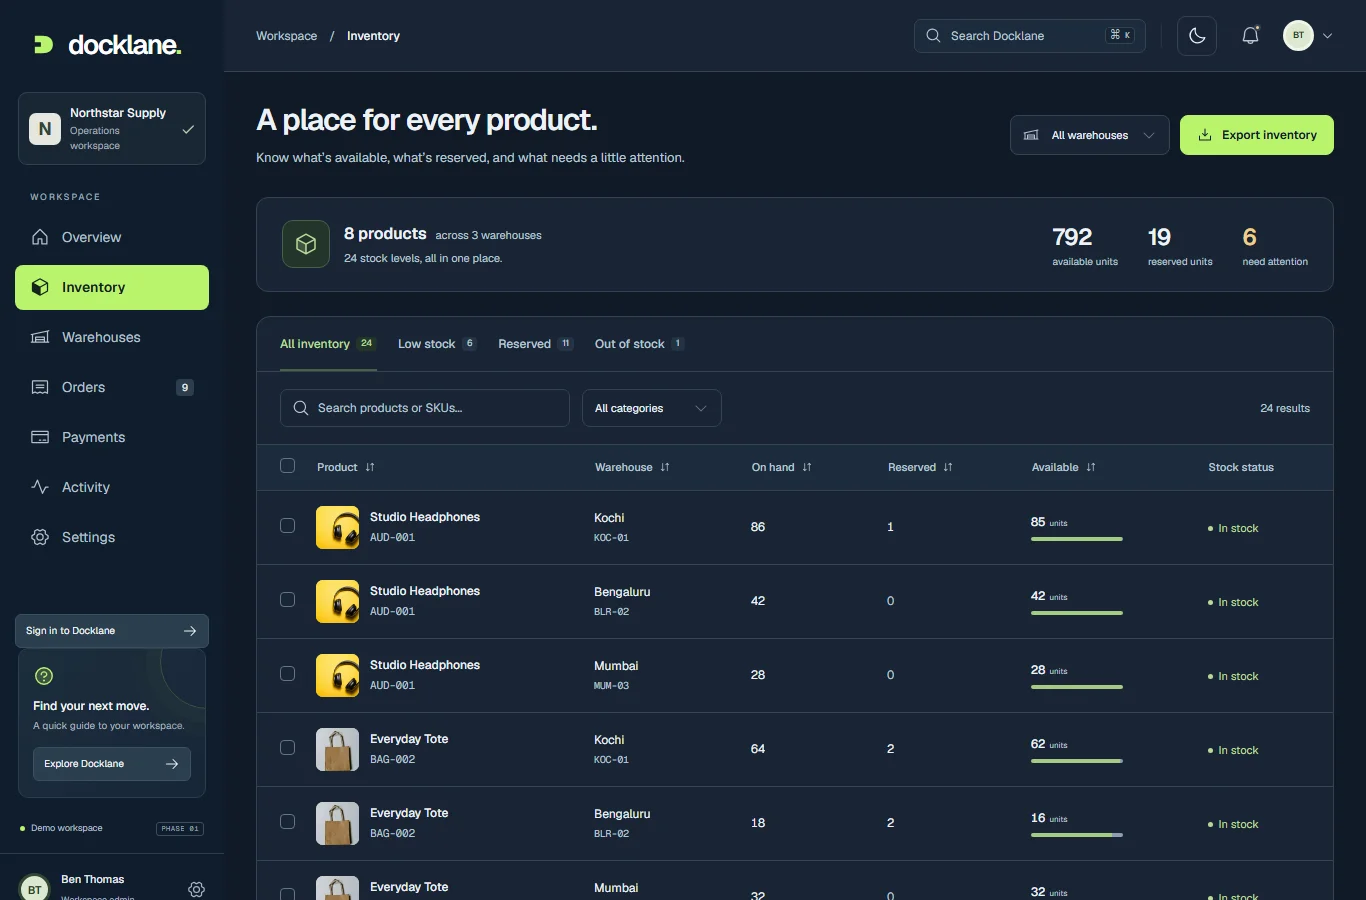 docklane.
Workspace / Inventory
Search Docklane ⌘ K
BT
N
Northstar Supply
Operations
workspace
WORKSPACE
Overview
Inventory
Warehouses
Orders 9
Payments
Activity
Settings
Sign in to Docklane
Find your next move.
A quick guide to your workspace.
Explore Docklane
Demo workspace PHASE 01
BT
Ben Thomas
Workspace admin
A place for every product.
Know what's available, what's reserved, and what needs a little attention.
All warehouses
Export inventory
8 products across 3 warehouses
24 stock levels, all in one place.
792
available units
19
reserved units
6
need attention
All inventory 24 Low stock 6 Reserved 11 Out of stock 1
Search products or SKUs...
All categories
24 results
Product Warehouse On hand Reserved Available Stock status
Studio Headphones
AUD-001
Kochi
KOC-01
86
1
85 units
In stock
Studio Headphones
AUD-001
Bengaluru
BLR-02
42
0
42 units
In stock
Studio Headphones
AUD-001
Mumbai
MUM-03
28
0
28 units
In stock
Everyday Tote
BAG-002
Kochi
KOC-01
64
2
62 units
In stock
Everyday Tote
BAG-002
Bengaluru
BLR-02
18
2
16 units
In stock
Everyday Tote
Mumbai
32
0
32 units
In stock